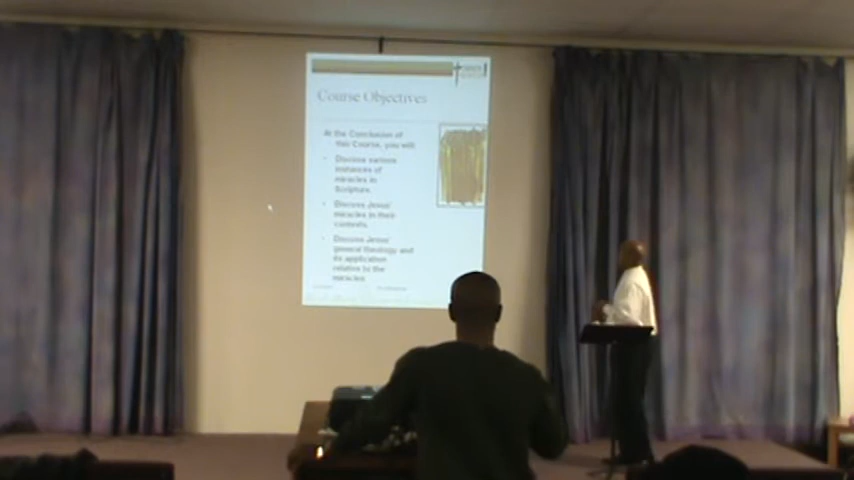 Course Objectives
At the Conclusion of
this Course, you will:
Discuss various
instances of
miracles in
Scripture.
Discuss Jesus'
miracles in their
contexts.
Discuss Jesus'
general theology and
its application
relative to the
miracles